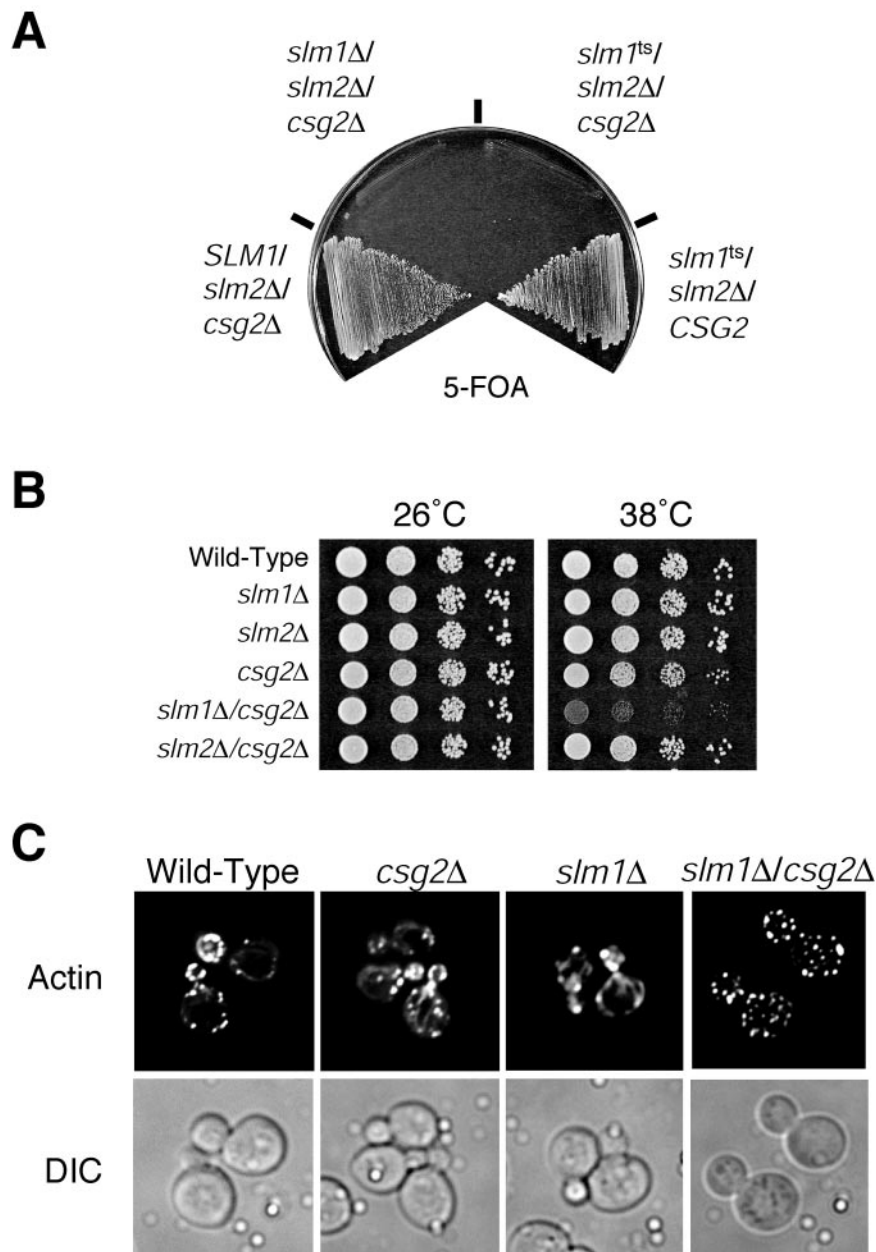 A
slm1Δ/
slm2Δ/
csg2Δ
slm1ts/
slm2Δ/
csg2Δ
SLM1/
slm2Δ/
csg2Δ
slm1ts/
slm2Δ/
CSG2
5-FOA
B
26°C
38°C
Wild-Type
slm1Δ
slm2Δ
csg2Δ
slm1Δ/csg2Δ
slm2Δ/csg2Δ
C
Wild-Type
csg2Δ
slm1Δ
slm1Δ/csg2Δ
Actin
DIC